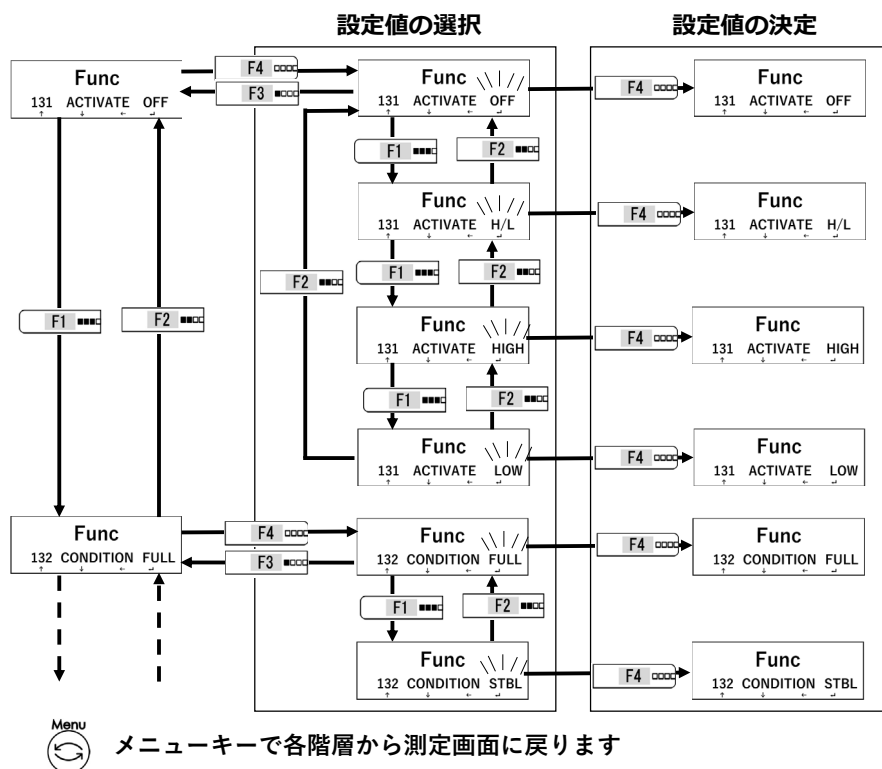 設定値の選択 設定値の決定
Func F4 Func Func
131 ACTIVATE OFF F3 131 ACTIVATE OFF F4 131 ACTIVATE OFF
↑ ↓ ← ↵
F1 F2
Func Func
131 ACTIVATE H/L F4 131 ACTIVATE H/L
F2 F1 F2
F1 F2 Func Func
131 ACTIVATE HIGH F4 131 ACTIVATE HIGH
F1 F2
Func Func
131 ACTIVATE LOW F4 131 ACTIVATE LOW
Func F4 Func Func
132 CONDITION FULL F3 132 CONDITION FULL F4 132 CONDITION FULL
F1 F2
Func Func
132 CONDITION STBL F4 132 CONDITION STBL
Menu
メニューキーで各階層から測定画面に戻ります